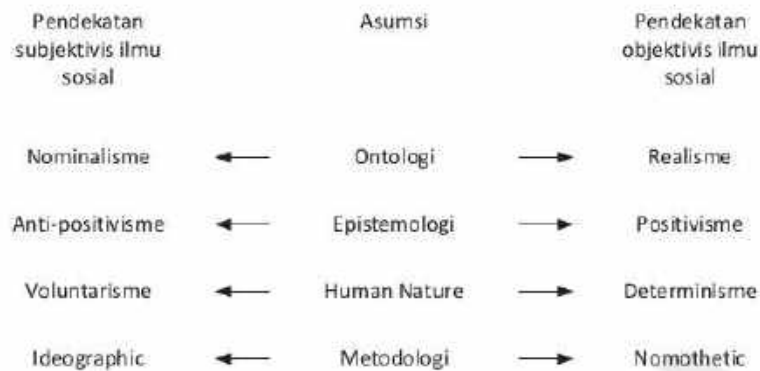 Pendekatan
subjektivis ilmu
sosial
Asumsi
Pendekatan
objektivis ilmu
sosial
Nominalisme
Ontologi
Realisme
Anti-positivisme
Epistemologi
Positivisme
Voluntarisme
Human Nature
Determinisme
Ideographic
Metodologi
Nomothetic